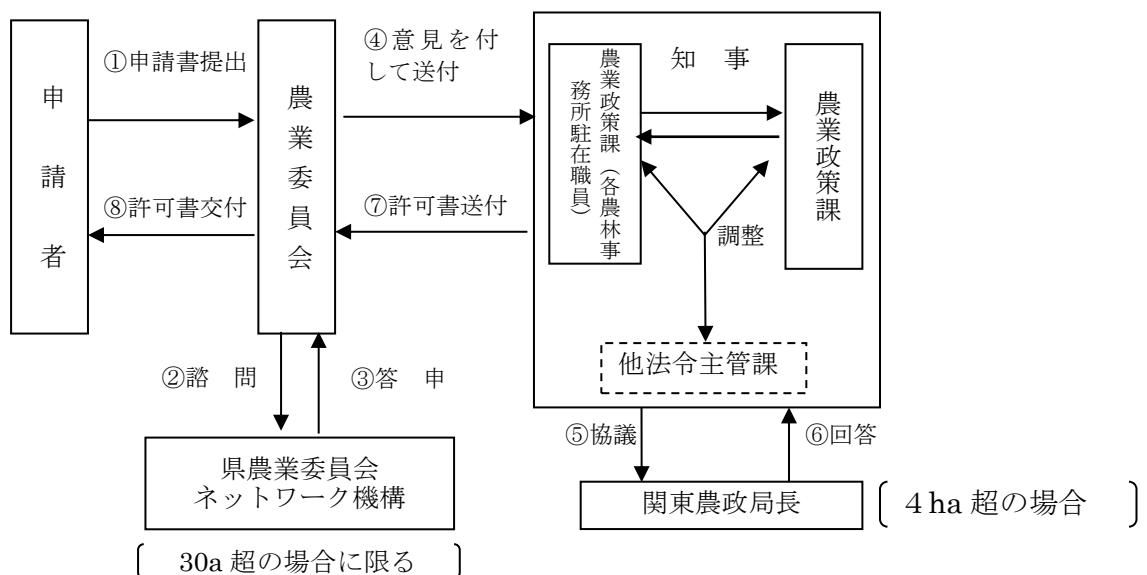 申請者
①申請書提出
⑧許可書交付
農業委員会
④意見を付
して送付
⑦許可書送付
②諮　問
③答　申
県農業委員会
ネットワーク機構
30a 超の場合に限る
知　事
農業政策課（各農林事
務所駐在職員）
農業政策課
調整
他法令主管課
⑤協議
⑥回答
関東農政局長
４ha 超の場合